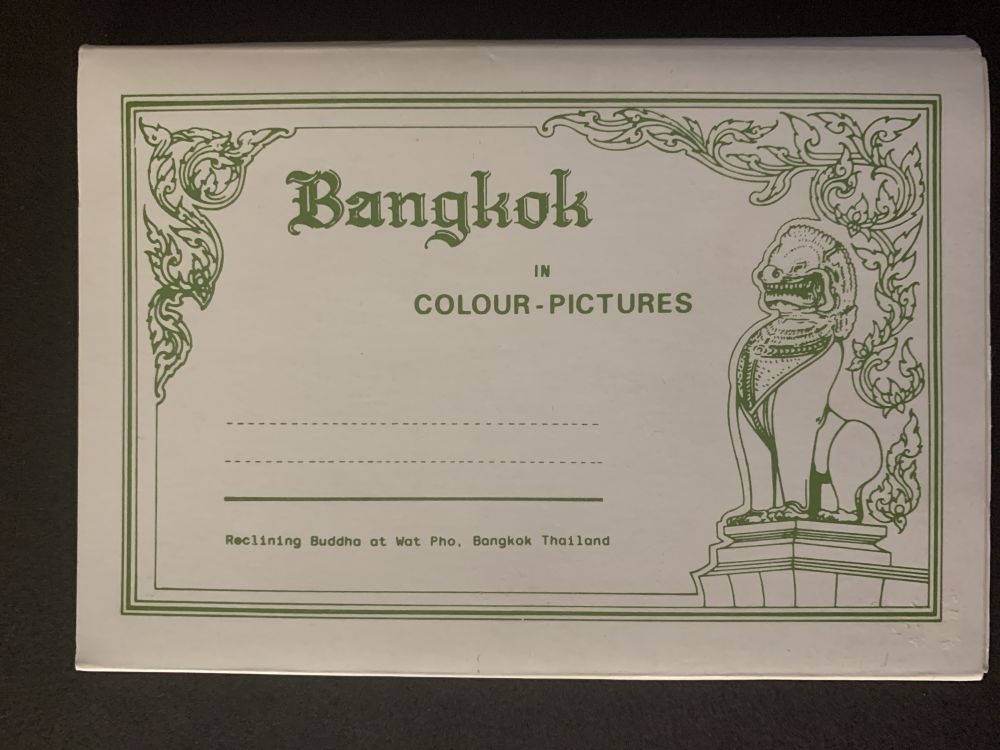 Bangkok
IN
COLOUR-PICTURES
Reclining Buddha at Wat Pho, Bangkok Thailand